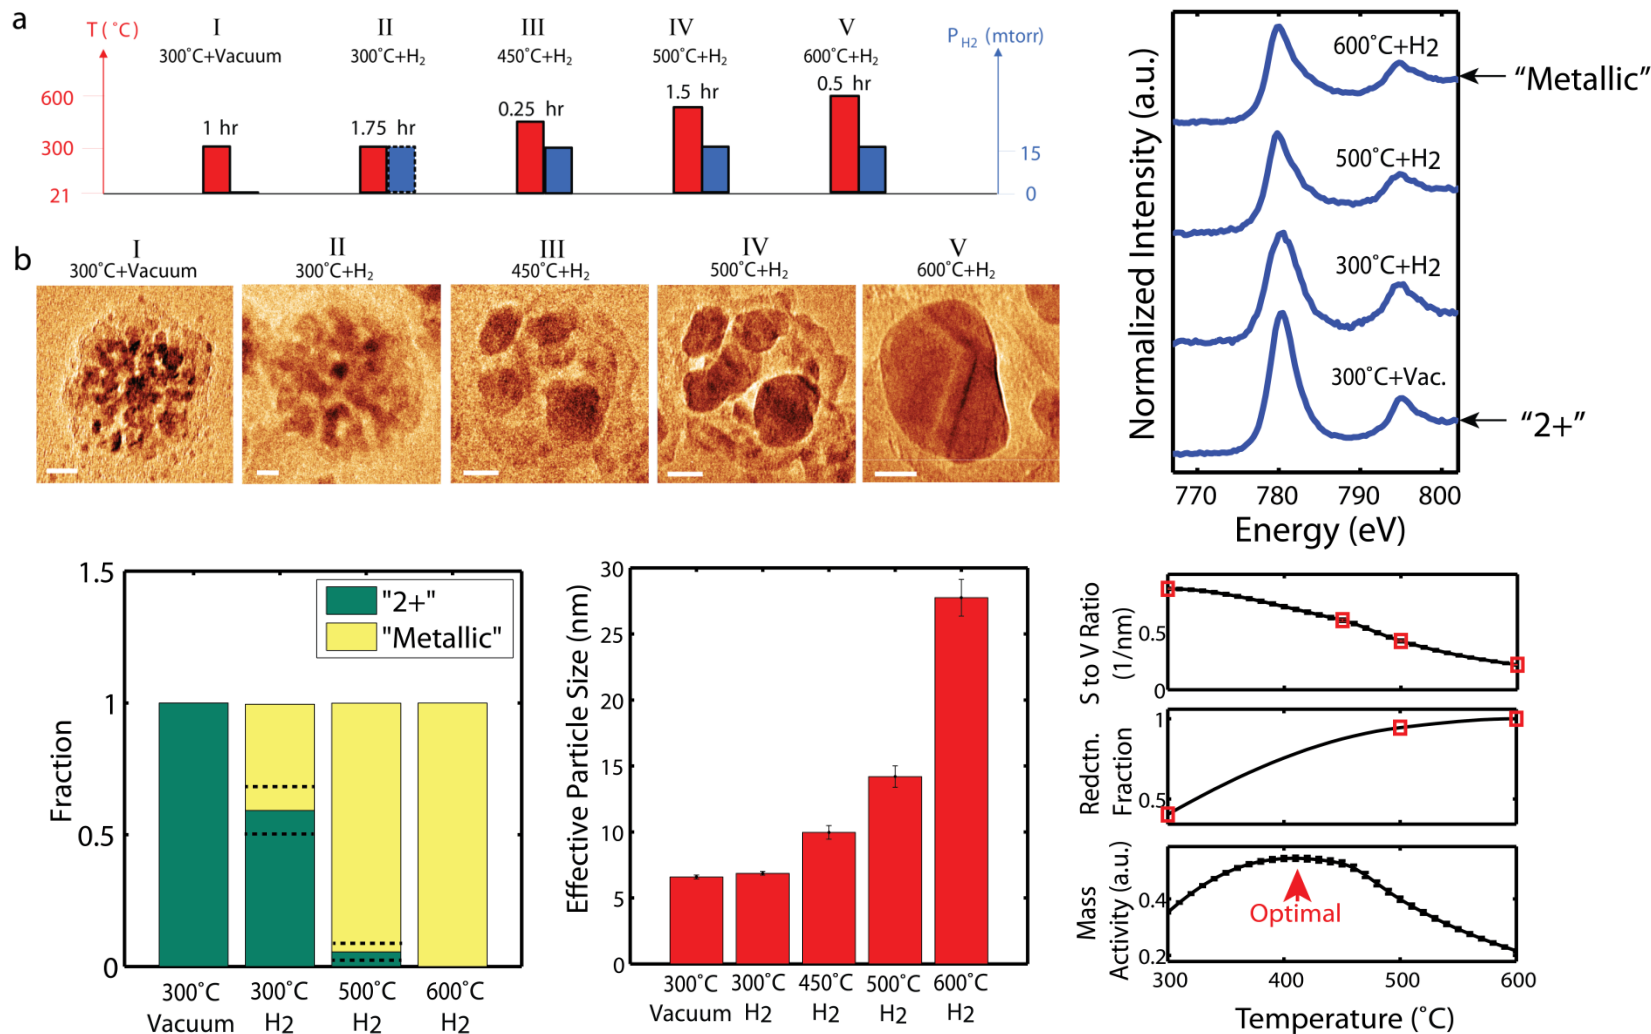 a
T (˚C)
I
II
III
IV
V
P H2 (mtorr)
300˚C+Vacuum
300˚C+H2
450˚C+H2
500˚C+H2
600˚C+H2
1 hr
1.75 hr
0.25 hr
1.5 hr
0.5 hr
600
300
21
15
0
b
I
II
III
IV
V
300˚C+Vacuum
300˚C+H2
450˚C+H2
500˚C+H2
600˚C+H2
Normalized Intensity (a.u.)
600˚C+H2
500˚C+H2
300˚C+H2
300˚C+Vac.
"Metallic"
"2+"
770
780
790
800
Energy (eV)
Fraction
1.5
1
0.5
0
"2+"
"Metallic"
300˚C
Vacuum
300˚C
H2
500˚C
H2
600˚C
H2
Effective Particle Size (nm)
30
25
20
15
10
5
0
300˚C
Vacuum
300˚C
H2
450˚C
H2
500˚C
H2
600˚C
H2
S to V Ratio
(1/nm)
0.5
0
Redctn.
Fraction
1
0.5
Mass
Activity (a.u.)
0.4
0.2
Optimal
300
400
500
600
Temperature (˚C)